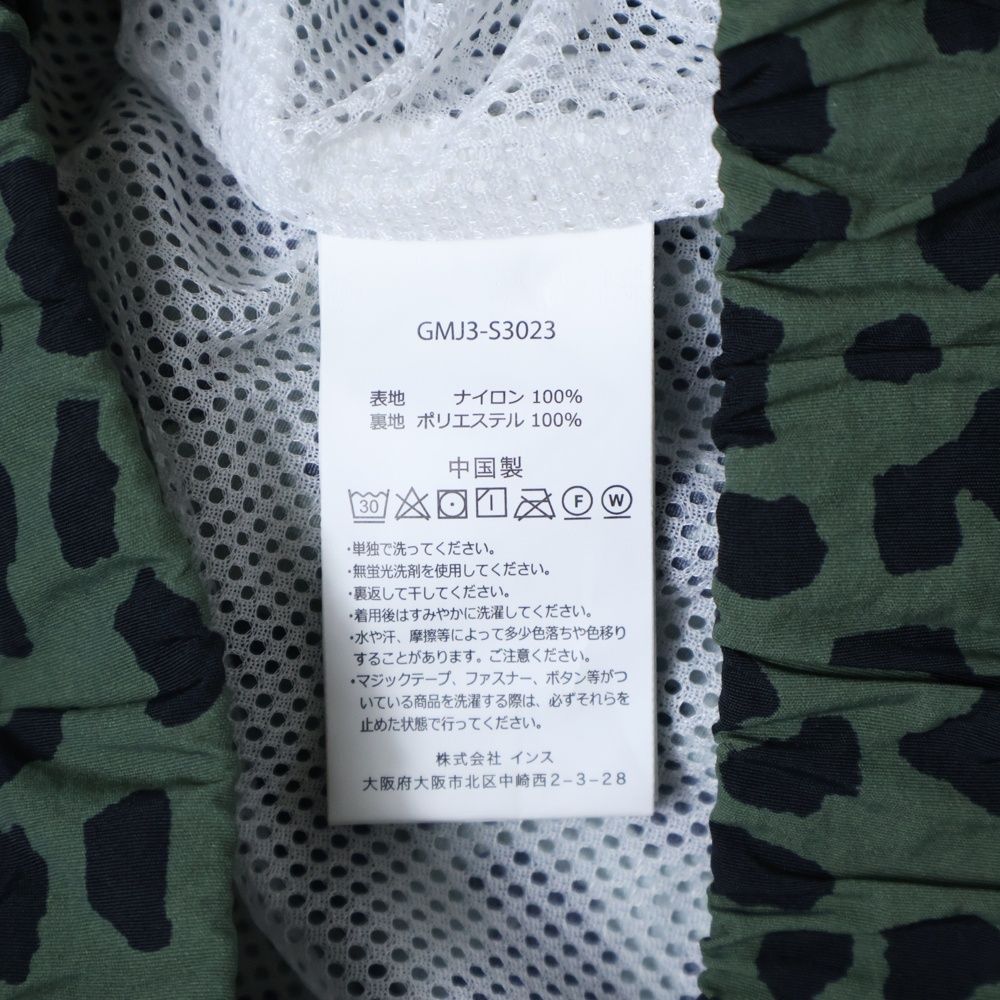 GMJ3-S3023
表地 ナイロン 100%
裏地 ポリエステル 100%
中国製
30 F W
・単独で洗ってください。
・無蛍光洗剤を使用してください。
・裏返して干してください。
・着用後はすみやかに洗濯してください。
・水や汗、摩擦等によって多少色落ちや色移り
することがあります。ご注意ください。
・マジックテープ、ファスナー、ボタン等がつ
いている商品を洗濯する際は、必ずそれらを
止めた状態で行ってください。
株式会社 インス
大阪府大阪市北区中崎西2-3-28